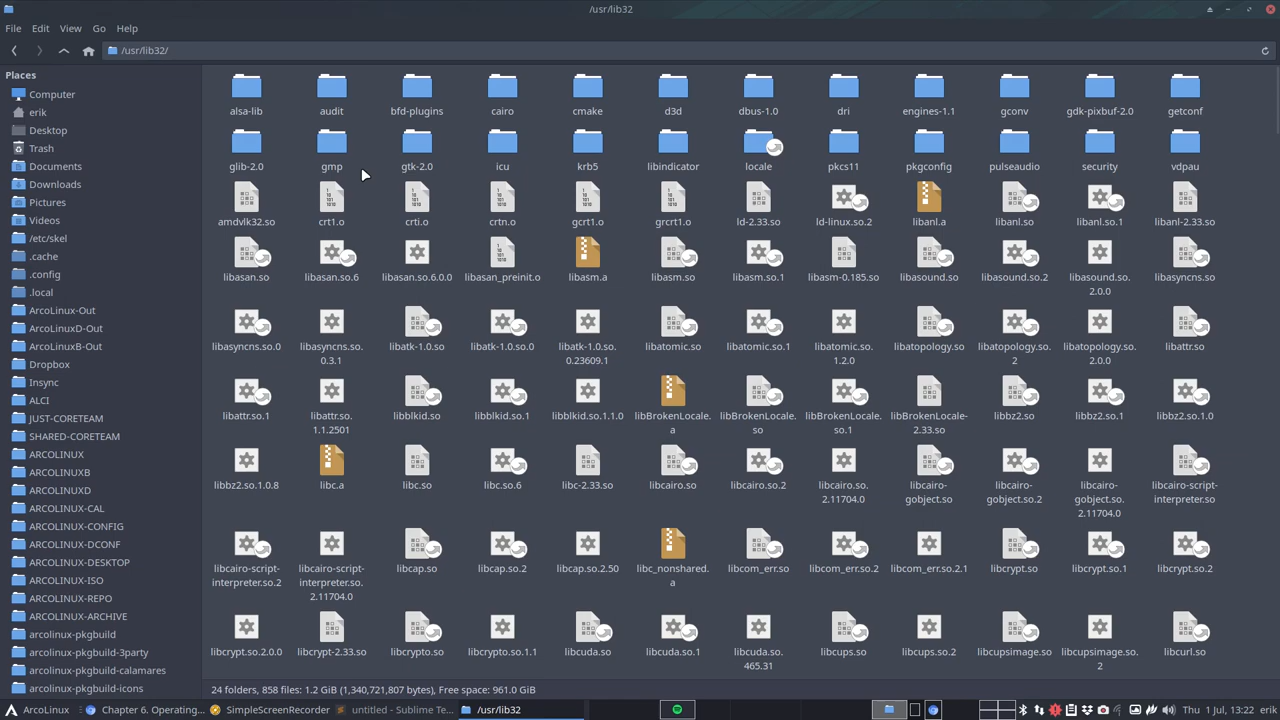 /usr/lib32
File Edit View Go Help
/usr/lib32/
Places
Computer
erik
Desktop
Trash
Documents
Downloads
Pictures
Videos
/etc/skel
.cache
.config
.local
ArcoLinux-Out
ArcoLinuxD-Out
ArcoLinuxB-Out
Dropbox
Insync
ALCI
JUST-CORETEAM
SHARED-CORETEAM
ARCOLINUX
ARCOLINUXB
ARCOLINUXD
ARCOLINUX-CAL
ARCOLINUX-CONFIG
ARCOLINUX-DCONF
ARCOLINUX-DESKTOP
ARCOLINUX-ISO
ARCOLINUX-REPO
ARCOLINUX-ARCHIVE
arcolinux-pkgbuild
arcolinux-pkgbuild-3party
arcolinux-pkgbuild-calamares
arcolinux-pkgbuild-icons
alsa-lib audit bfd-plugins cairo cmake d3d dbus-1.0 dri engines-1.1 gconv gdk-pixbuf-2.0 getconf
glib-2.0 gmp gtk-2.0 icu krb5 libindicator locale pkcs11 pkgconfig pulseaudio security vdpau
amdvlk32.so crt1.o crti.o crtn.o gcrt1.o grcrt1.o ld-2.33.so ld-linux.so.2 libanl.a libanl.so libanl.so.1 libanl-2.33.so
libasan.so libasan.so.6 libasan.so.6.0.0 libasan_preinit.o libasm.a libasm.so libasm.so.1 libasm-0.185.so libasound.so libasound.so.2 libasound.so. libasyncns.so
2.0.0
libasyncns.so.0 libasyncns.so. libatk-1.0.so libatk-1.0.so.0 libatk-1.0.so. libatomic.so libatomic.so.1 libatomic.so. libatopology.so libatopology.so. libatopology.so. libattr.so
0.3.1 0.23609.1 1.2.0 2 2.0.0
libattr.so.1 libattr.so. libblkid.so libblkid.so.1 libblkid.so.1.1.0 libBrokenLocale. libBrokenLocale. libBrokenLocale. libBrokenLocale- libbz2.so libbz2.so.1 libbz2.so.1.0
1.1.2501 a so so.1 2.33.so
libbz2.so.1.0.8 libc.a libc.so libc.so.6 libc-2.33.so libcairo.so libcairo.so.2 libcairo.so. libcairo- libcairo- libcairo- libcairo-script-
2.11704.0 gobject.so gobject.so.2 gobject.so. interpreter.so
2.11704.0
libcairo-script- libcairo-script- libcap.so libcap.so.2 libcap.so.2.50 libc_nonshared. libcom_err.so libcom_err.so.2 libcom_err.so.2.1 libcrypt.so libcrypt.so.1 libcrypt.so.2
interpreter.so.2 interpreter.so. a
2.11704.0
libcrypt.so.2.0.0 libcrypt-2.33.so libcrypto.so libcrypto.so.1.1 libcuda.so libcuda.so.1 libcuda.so. libcups.so libcups.so.2 libcupsimage.so libcupsimage.so. libcurl.so
465.31 2
24 folders, 858 files: 1.2 GiB (1,340,721,807 bytes), Free space: 961.0 GiB
ArcoLinux Chapter 6. Operating... SimpleScreenRecorder untitled - Sublime Te... /usr/lib32 Thu 1 Jul, 13:22 erik